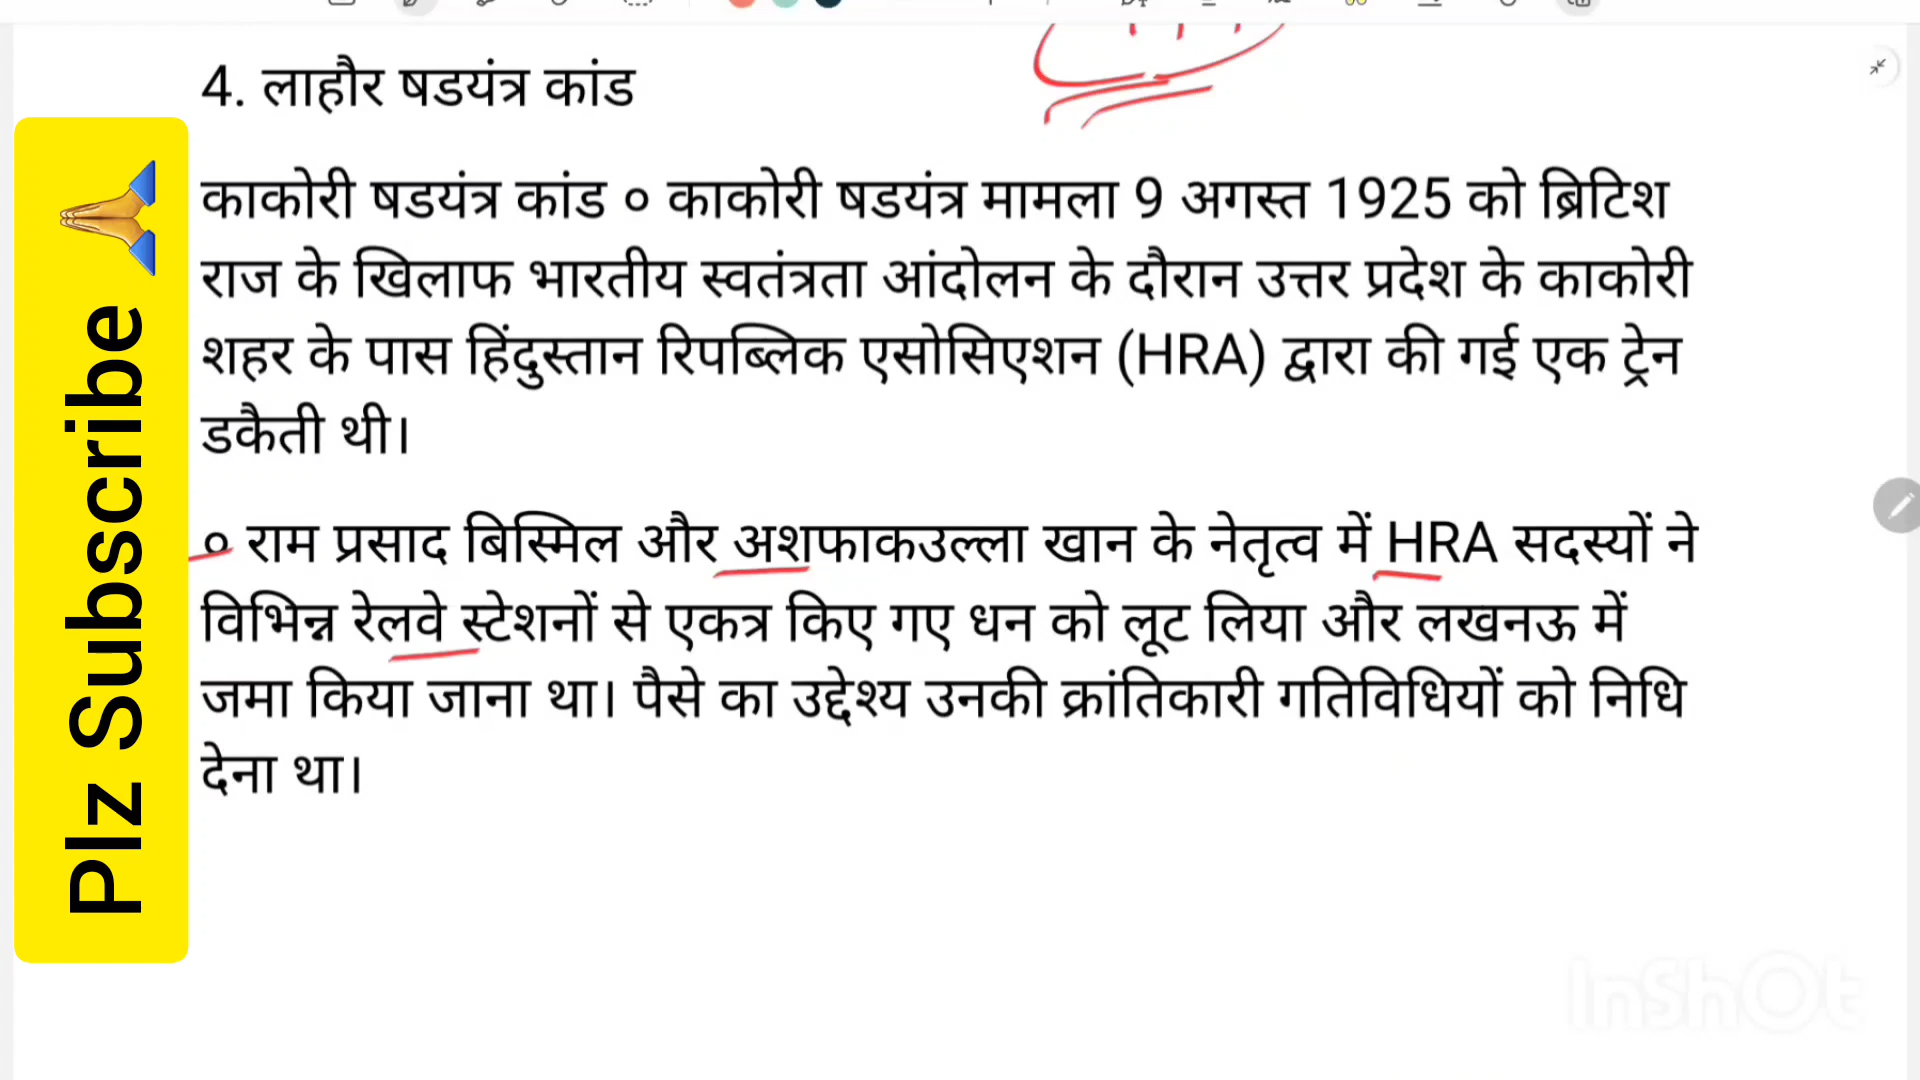 4. लाहौर षडयंत्र कांड
काकोरी षडयंत्र कांड ० काकोरी षडयंत्र मामला 9 अगस्त 1925 को ब्रिटिश
राज के खिलाफ भारतीय स्वतंत्रता आंदोलन के दौरान उत्तर प्रदेश के काकोरी
शहर के पास हिंदुस्तान रिपब्लिक एसोसिएशन (HRA) द्वारा की गई एक ट्रेन
डकैती थी।
० राम प्रसाद बिस्मिल और अशफाकउल्ला खान के नेतृत्व में HRA सदस्यों ने
विभिन्न रेलवे स्टेशनों से एकत्र किए गए धन को लूट लिया और लखनऊ में
जमा किया जाना था। पैसे का उद्देश्य उनकी क्रांतिकारी गतिविधियों को निधि
देना था।
Plz Subscribe 🙏
InShOt